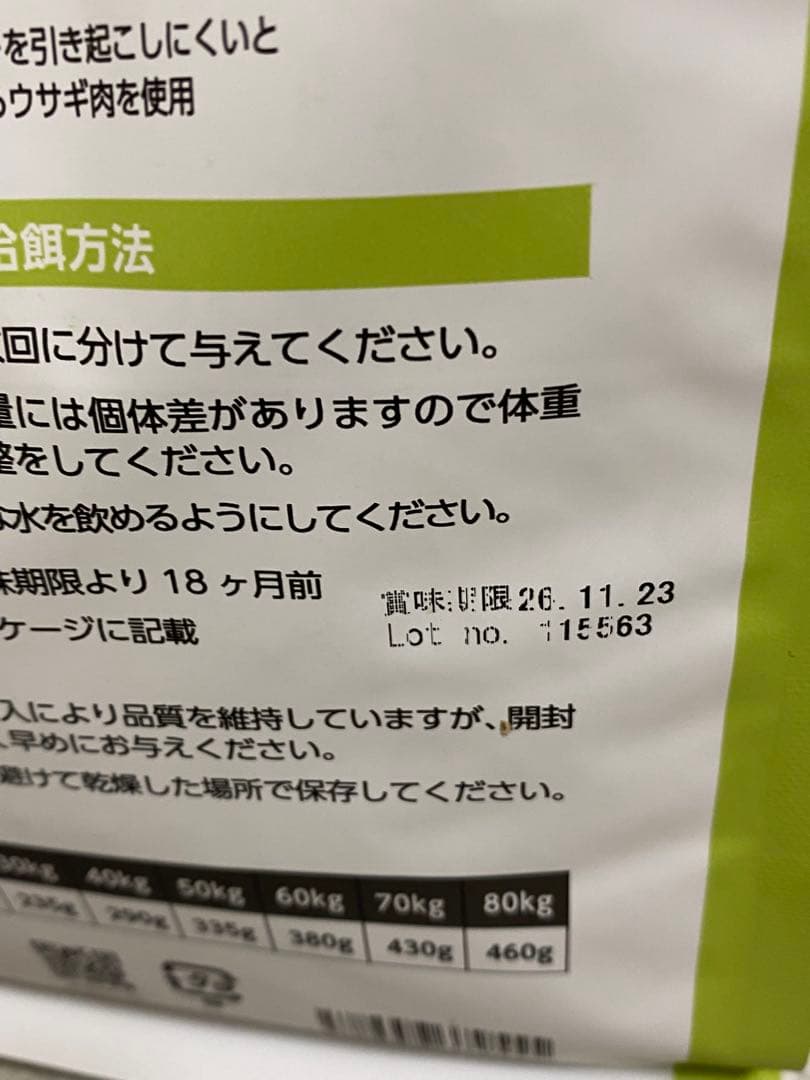 を引き起こしにくいと
ウサギ肉を使用
給餌方法
回に分けて与えてください。
量には個体差がありますので体重
整をしてください。
水を飲めるようにしてください。
味期限より 18 ヶ月前
賞味期限 26. 11. 23
ケージに記載
Lot no. 115563
入により品質を維持していますが、開封
早めにお与えください。
避けて乾燥した場所で保存してください。
30kg 40kg 50kg 60kg 70kg 80kg
235g 290g 335g 380g 430g 460g